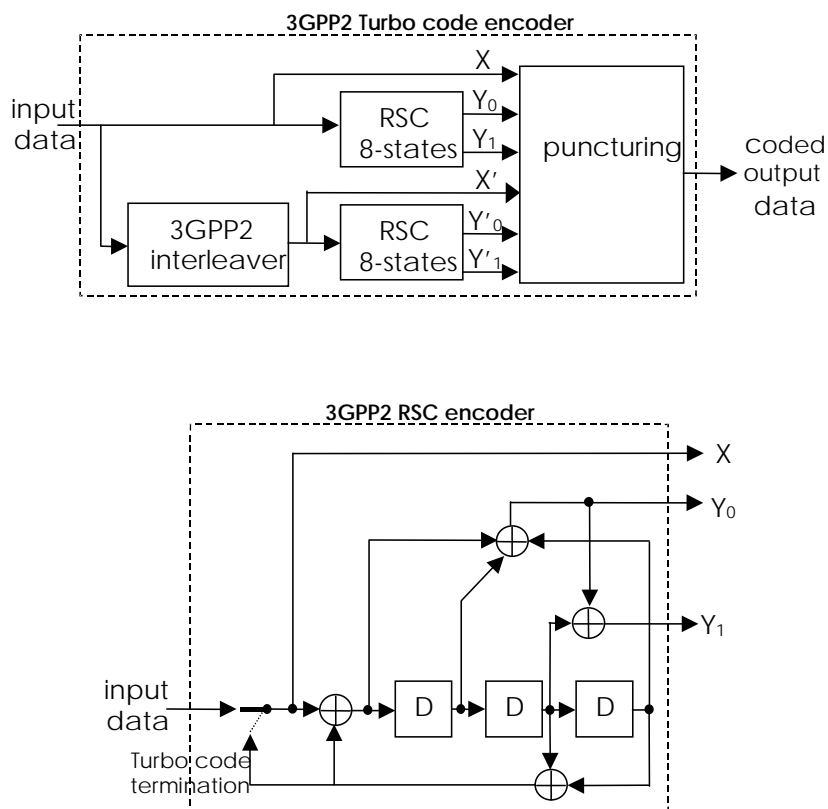 3GPP2 Turbo code encoder
X
input
data
RSC
8-states
Y0
Y1
puncturing
coded
output
data
X'
3GPP2
interleaver
RSC
8-states
Y'0
Y'1
3GPP2 RSC encoder
X
Y0
Y1
input
data
D
D
D
Turbo code
termination